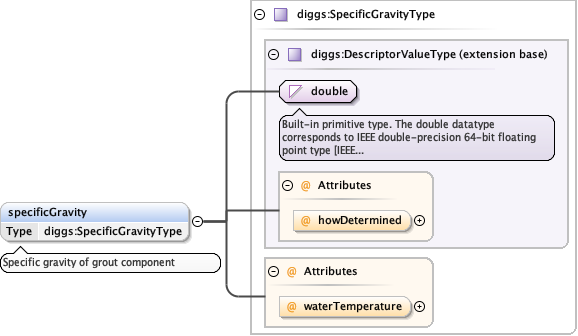 diggs:SpecificGravityType
diggs:DescriptorValueType (extension base)
double
Built-in primitive type. The double datatype
corresponds to IEEE double-precision 64-bit floating
point type [IEEE...
@ Attributes
@ howDetermined
specificGravity
Type diggs:SpecificGravityType
Specific gravity of grout component
@ Attributes
@ waterTemperature